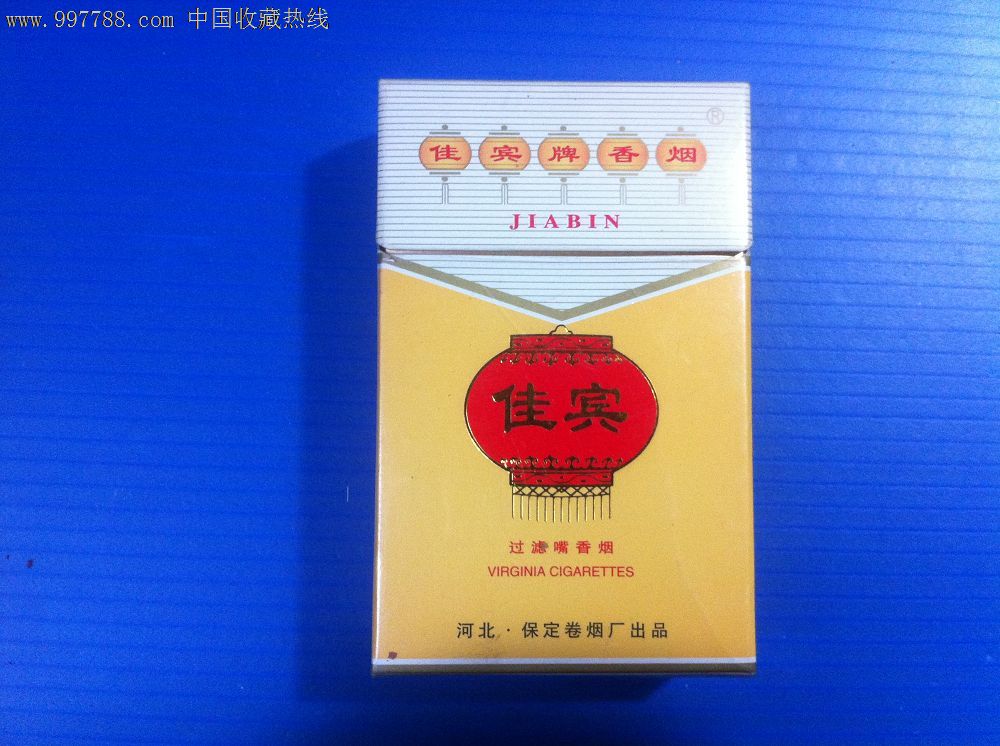 www.997788.com 中国收藏热线
®
佳宾牌香烟
JIABIN
佳宾
过滤嘴香烟
VIRGINIA CIGARETTES
河北·保定卷烟厂出品